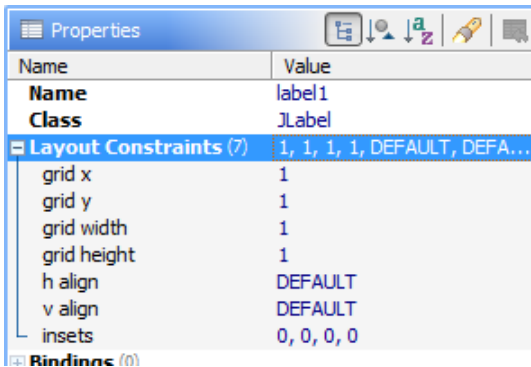 Properties
Name Value
Name label1
Class JLabel
Layout Constraints (7) 1, 1, 1, 1, DEFAULT, DEFA...
grid x 1
grid y 1
grid width 1
grid height 1
h align DEFAULT
v align DEFAULT
insets 0, 0, 0, 0
Bindings (0)